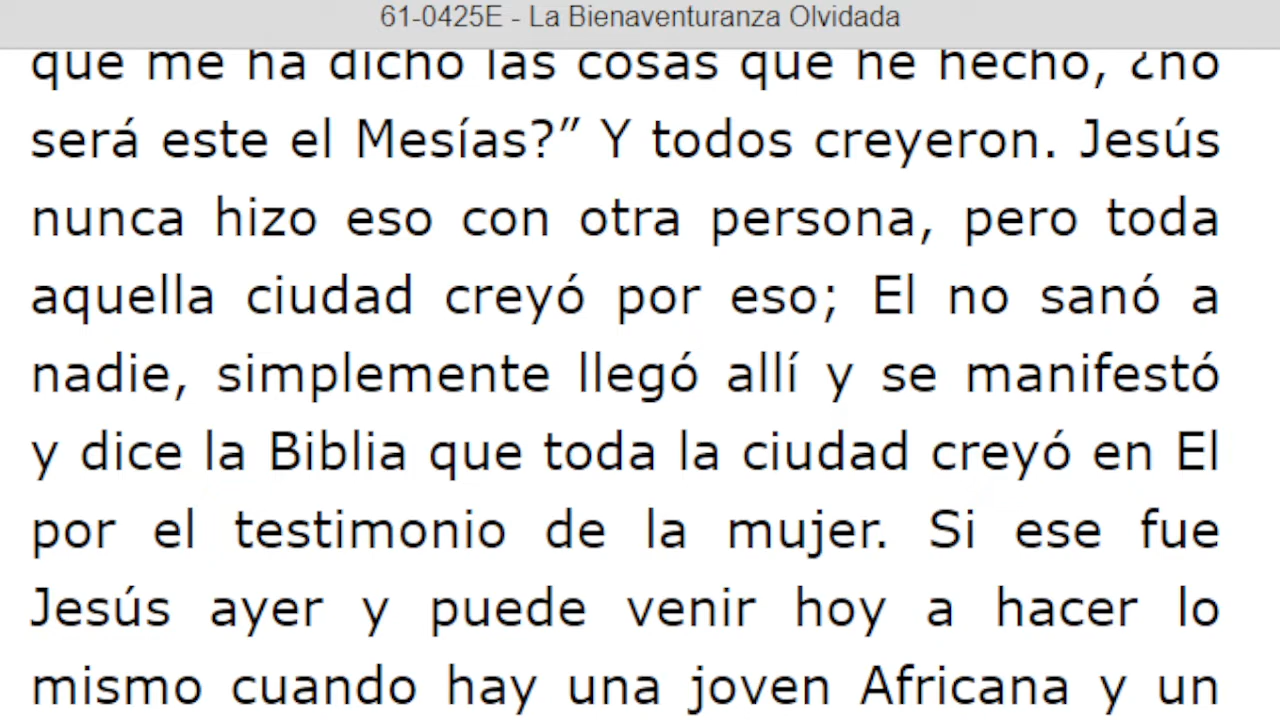 61-0425E - La Bienaventuranza Olvidada
que me ha dicho las cosas que he hecho, ¿no
será este el Mesías?” Y todos creyeron. Jesús
nunca hizo eso con otra persona, pero toda
aquella ciudad creyó por eso; El no sanó a
nadie, simplemente llegó allí y se manifestó
y dice la Biblia que toda la ciudad creyó en El
por el testimonio de la mujer. Si ese fue
Jesús ayer y puede venir hoy a hacer lo
mismo cuando hay una joven Africana y un